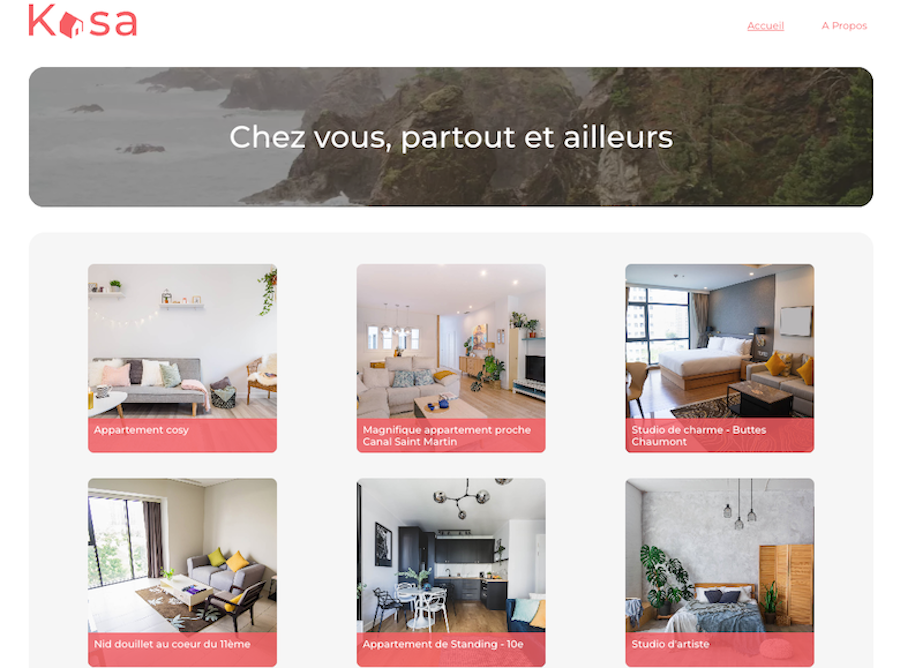 Kasa
Accueil
A Propos
Chez vous, partout et ailleurs
Appartement cosy
Magnifique appartement proche
Canal Saint Martin
Studio de charme - Buttes
Chaumont
Nid douillet au coeur du 11ème
Appartement de Standing - 10e
Studio d'artiste